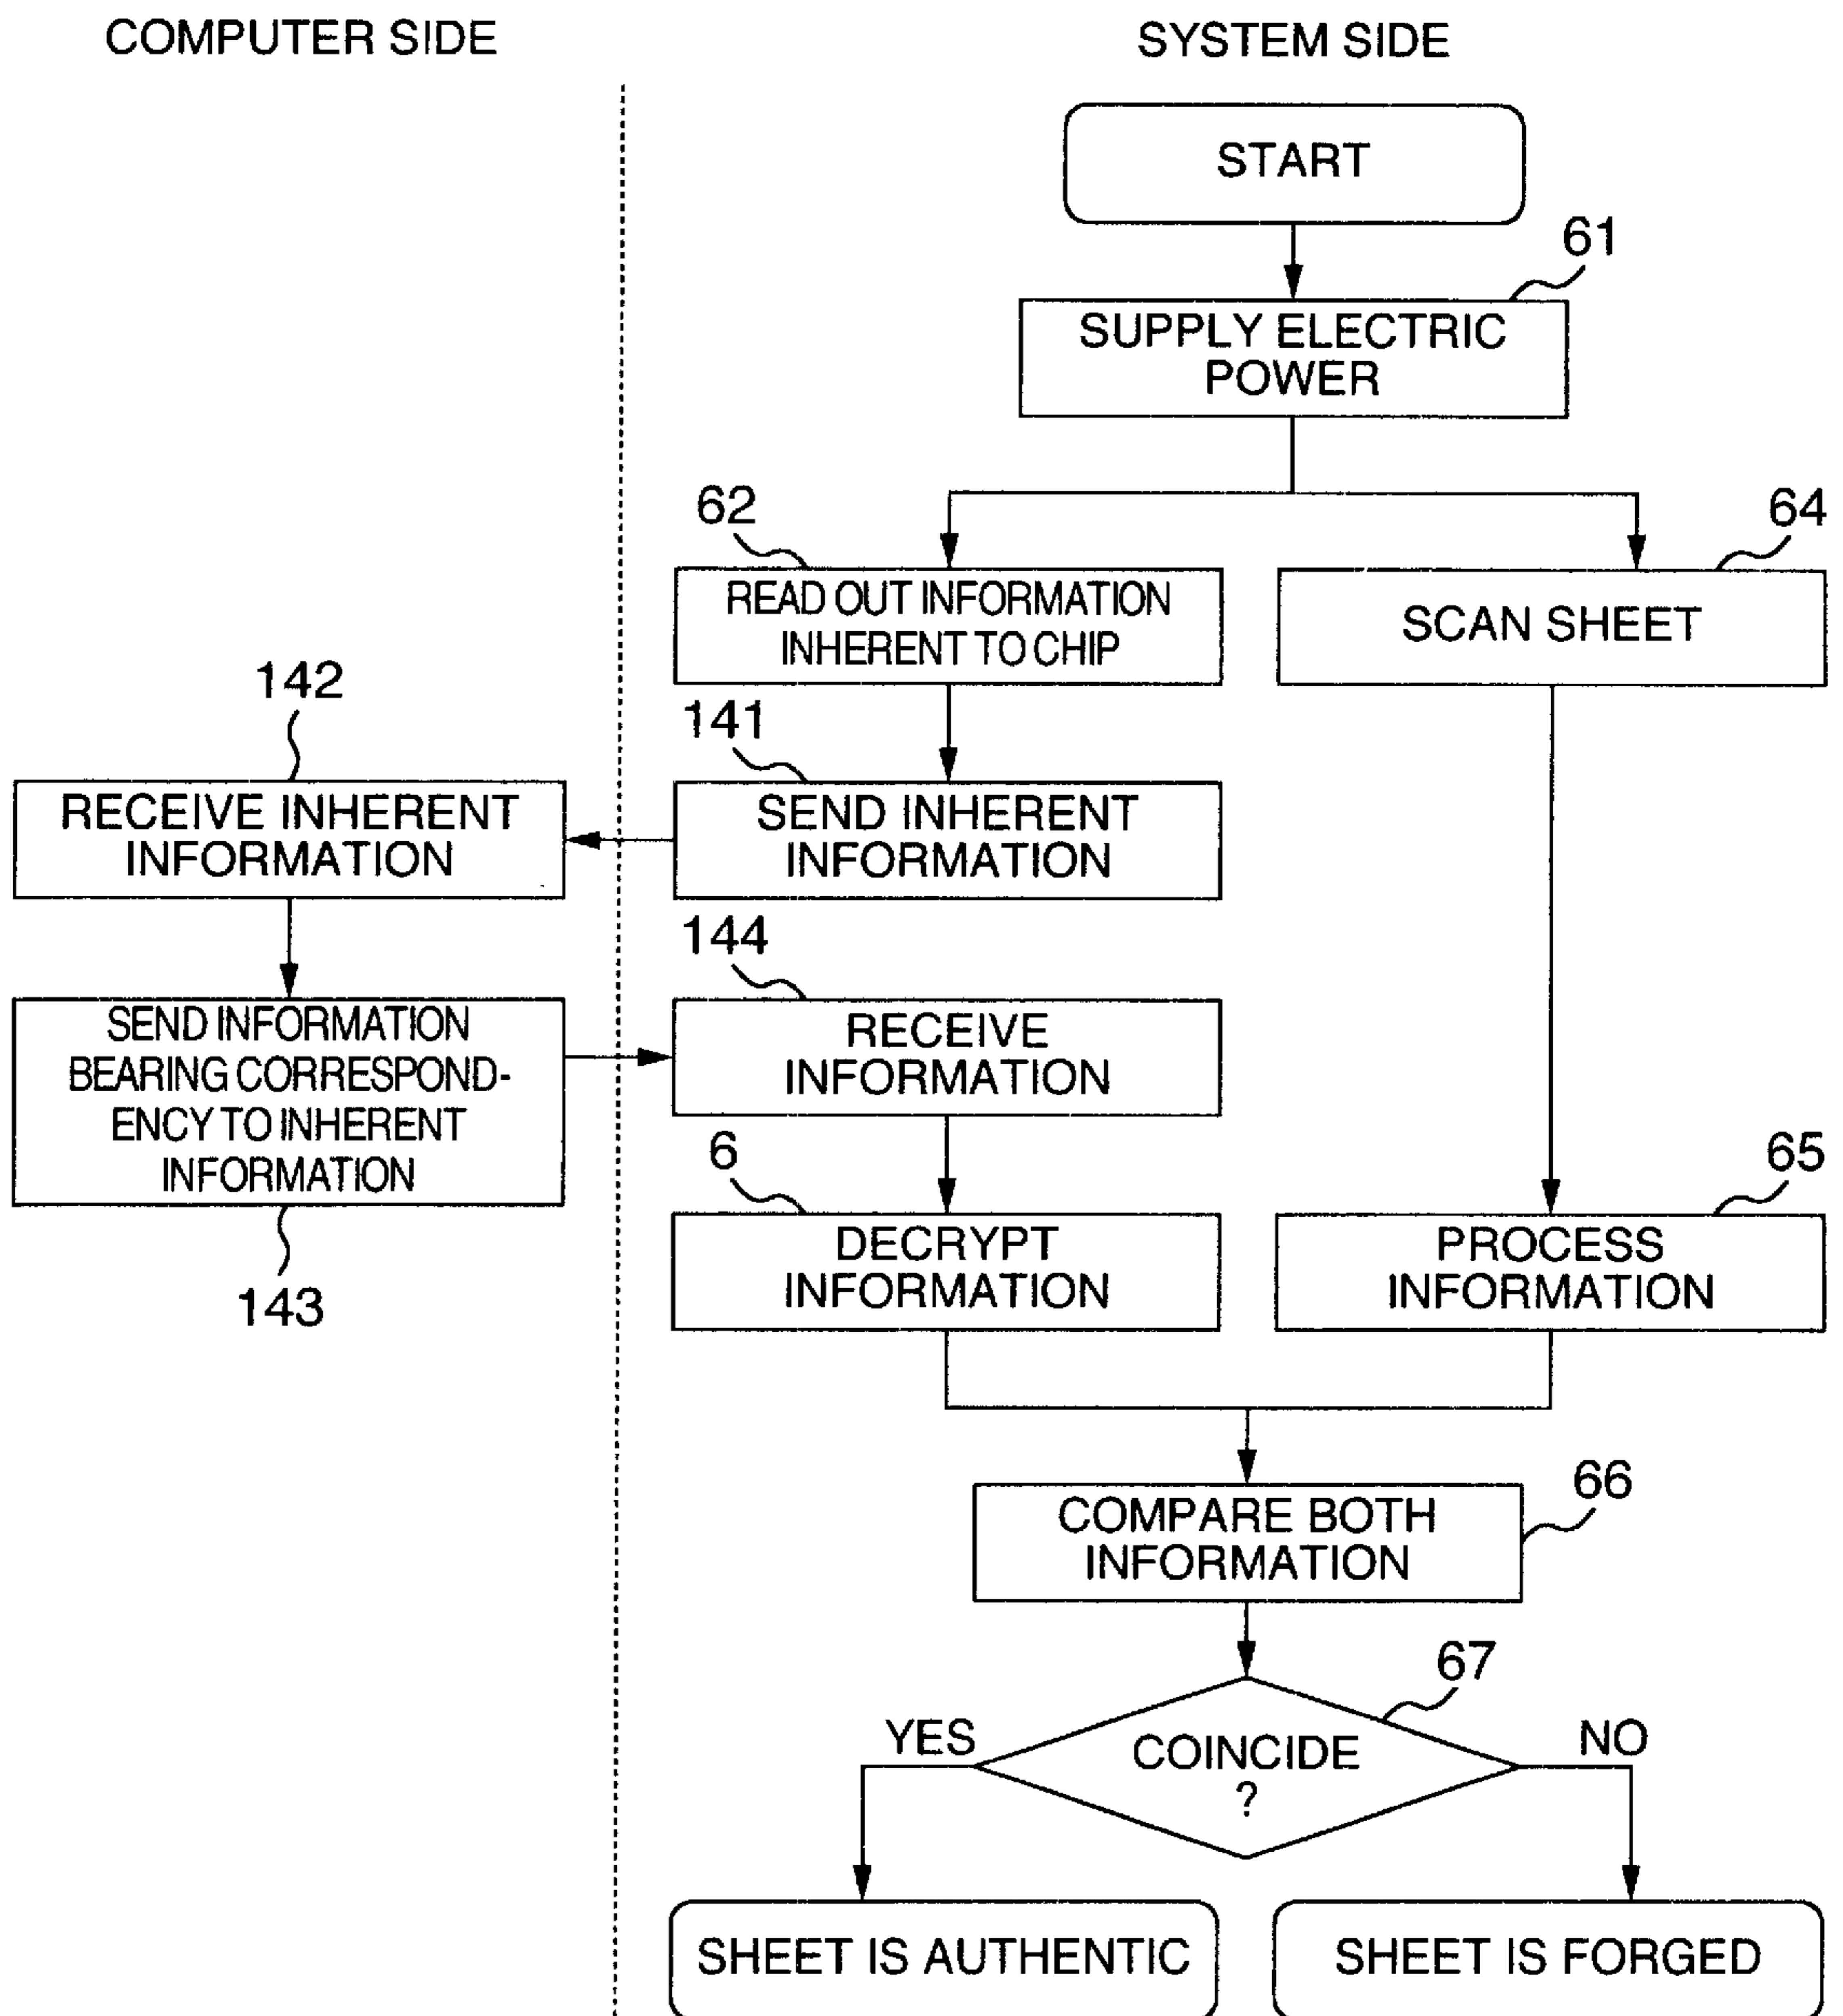 COMPUTER SIDE
SYSTEM SIDE
START
61
SUPPLY ELECTRIC
POWER
62
64
READ OUT INFORMATION
INHERENT TO CHIP
SCAN SHEET
142
141
RECEIVE INHERENT
INFORMATION
SEND INHERENT
INFORMATION
144
SEND INFORMATION
BEARING CORRESPOND-
ENCY TO INHERENT
INFORMATION
RECEIVE
INFORMATION
143
6
65
DECRYPT
INFORMATION
PROCESS
INFORMATION
66
COMPARE BOTH
INFORMATION
67
YES
COINCIDE
?
NO
SHEET IS AUTHENTIC
SHEET IS FORGED